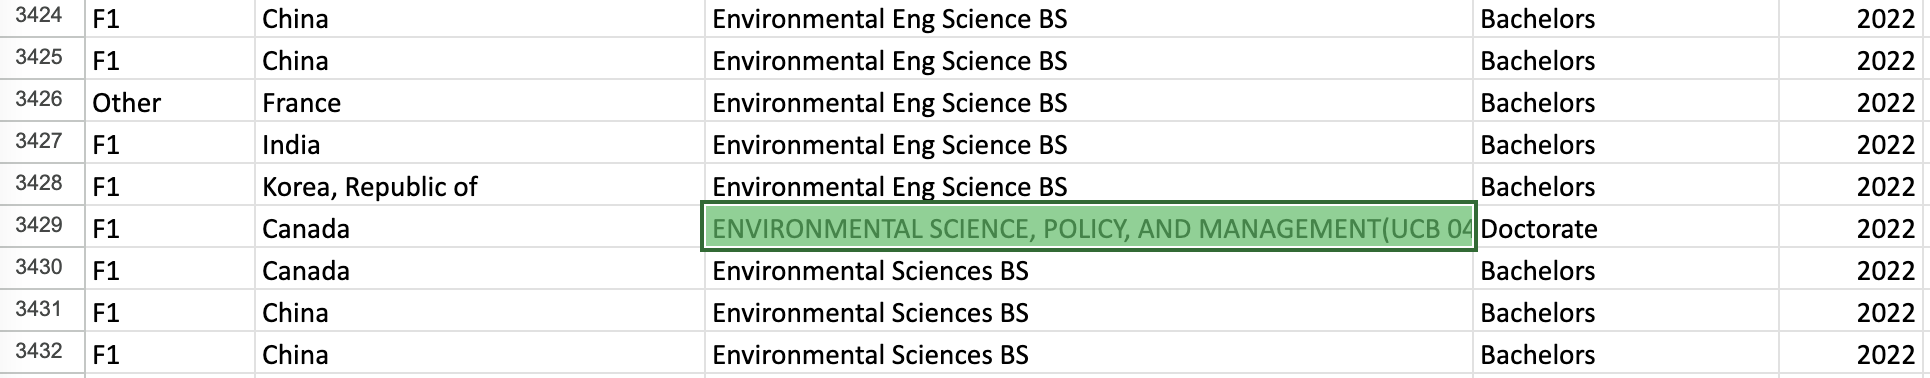 3424 F1 China Environmental Eng Science BS Bachelors 2022
3425 F1 China Environmental Eng Science BS Bachelors 2022
3426 Other France Environmental Eng Science BS Bachelors 2022
3427 F1 India Environmental Eng Science BS Bachelors 2022
3428 F1 Korea, Republic of Environmental Eng Science BS Bachelors 2022
3429 F1 Canada ENVIRONMENTAL SCIENCE, POLICY, AND MANAGEMENT(UCB 04 Doctorate 2022
3430 F1 Canada Environmental Sciences BS Bachelors 2022
3431 F1 China Environmental Sciences BS Bachelors 2022
3432 F1 China Environmental Sciences BS Bachelors 2022